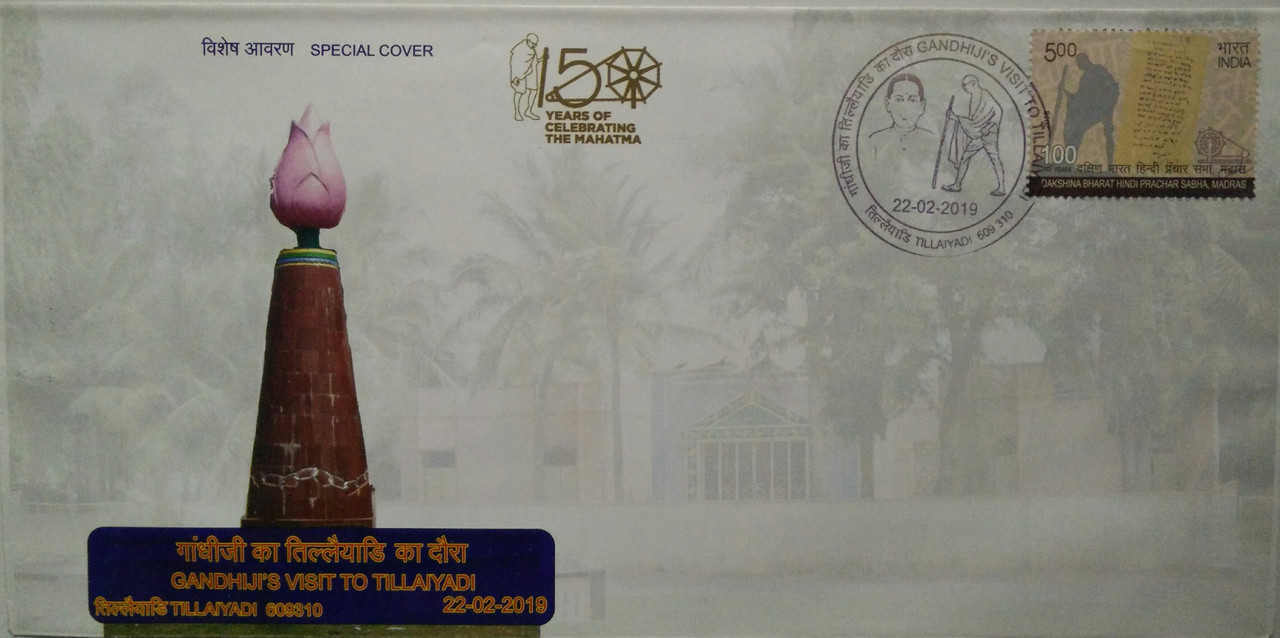 विशेष आवरण SPECIAL COVER
150
YEARS OF
CELEBRATING
THE MAHATMA
गांधीजी का तिल्लैयाडि का दौरा GANDHIJI'S VISIT TO TILLAIYADI
22-02-2019
तिल्लैयाडि TILLAIYADI 609 310
5.00
भारत
INDIA
100
दक्षिण भारत हिन्दी प्रचार सभा, मद्रास
DAKSHINA BHARAT HINDI PRACHAR SABHA, MADRAS
गांधीजी का तिल्लैयाडि का दौरा
GANDHIJI'S VISIT TO TILLAIYADI
तिल्लैयाडि TILLAIYADI 609310 22-02-2019